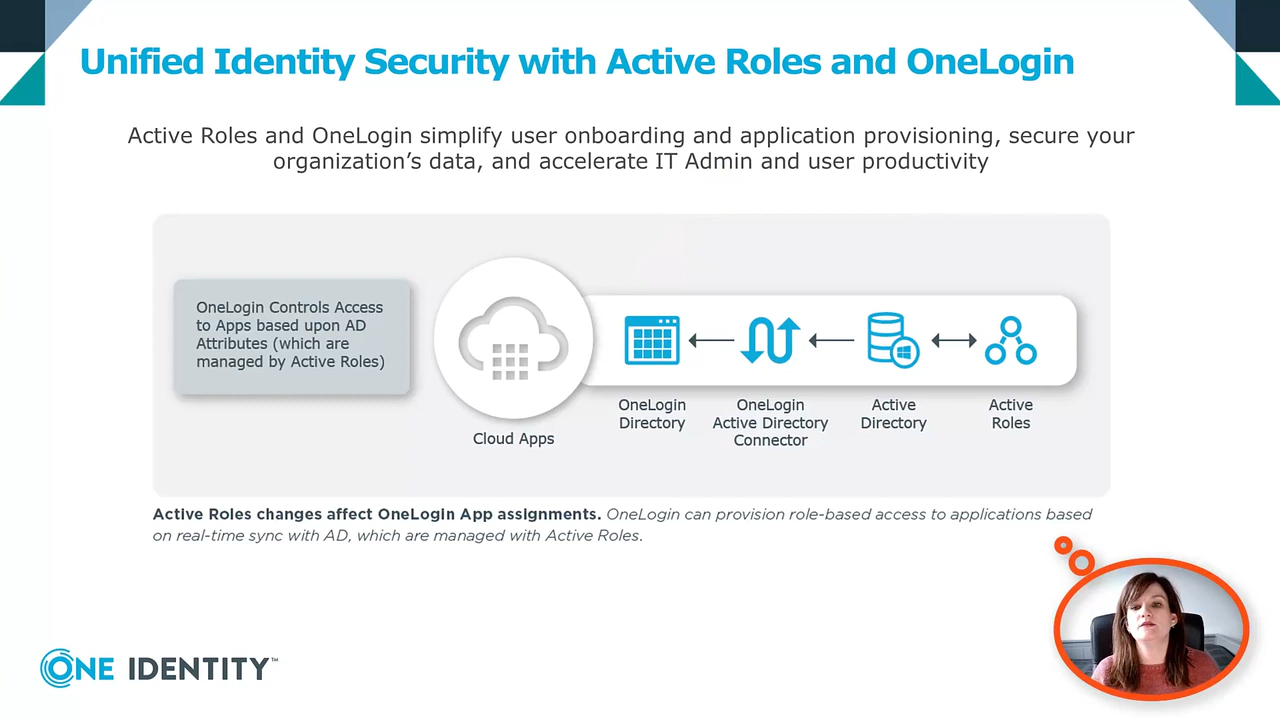 Unified Identity Security with Active Roles and OneLogin
Active Roles and OneLogin simplify user onboarding and application provisioning, secure your
organization’s data, and accelerate IT Admin and user productivity
OneLogin Controls Access
to Apps based upon AD
Attributes (which are
managed by Active Roles)
Cloud Apps
OneLogin
Directory
OneLogin
Active Directory
Connector
Active
Directory
Active
Roles
Active Roles changes affect OneLogin App assignments. OneLogin can provision role-based access to applications based
on real-time sync with AD, which are managed with Active Roles.
ONE IDENTITY™